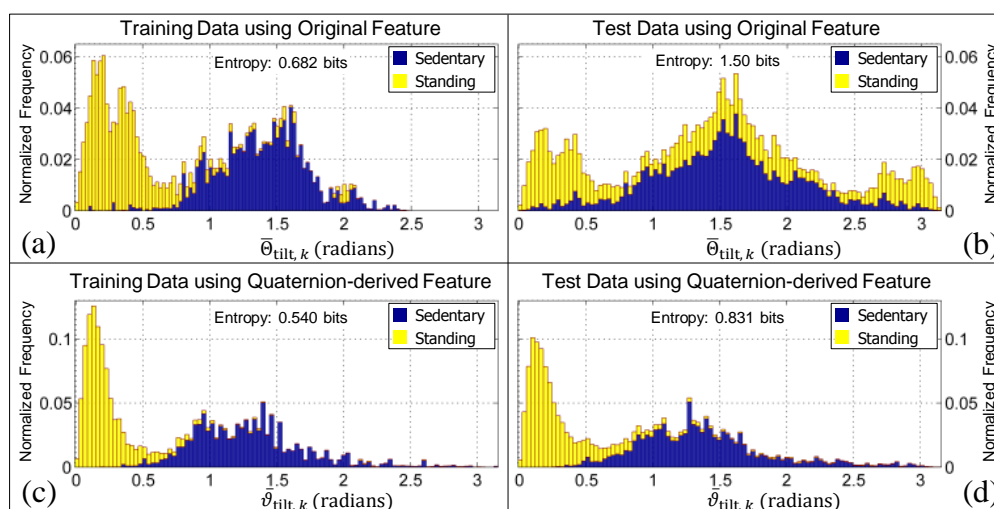 Training Data using Original Feature
Entropy: 0.682 bits
Sedentary
Standing
Normalized Frequency
0.06
0.04
0.02
0
0 0.5 1 1.5 2 2.5 3
Θ̅tilt, k (radians)
(a)
Test Data using Original Feature
Entropy: 1.50 bits
Sedentary
Standing
Normalized Frequency
0.06
0.04
0.02
0
0 0.5 1 1.5 2 2.5 3
Θ̅tilt, k (radians)
(b)
Training Data using Quaternion-derived Feature
Entropy: 0.540 bits
Sedentary
Standing
Normalized Frequency
0.1
0.05
0
0 0.5 1 1.5 2 2.5 3
ϑ̅tilt, k (radians)
(c)
Test Data using Quaternion-derived Feature
Entropy: 0.831 bits
Sedentary
Standing
Normalized Frequency
0.1
0.05
0
0 0.5 1 1.5 2 2.5 3
ϑ̅tilt, k (radians)
(d)